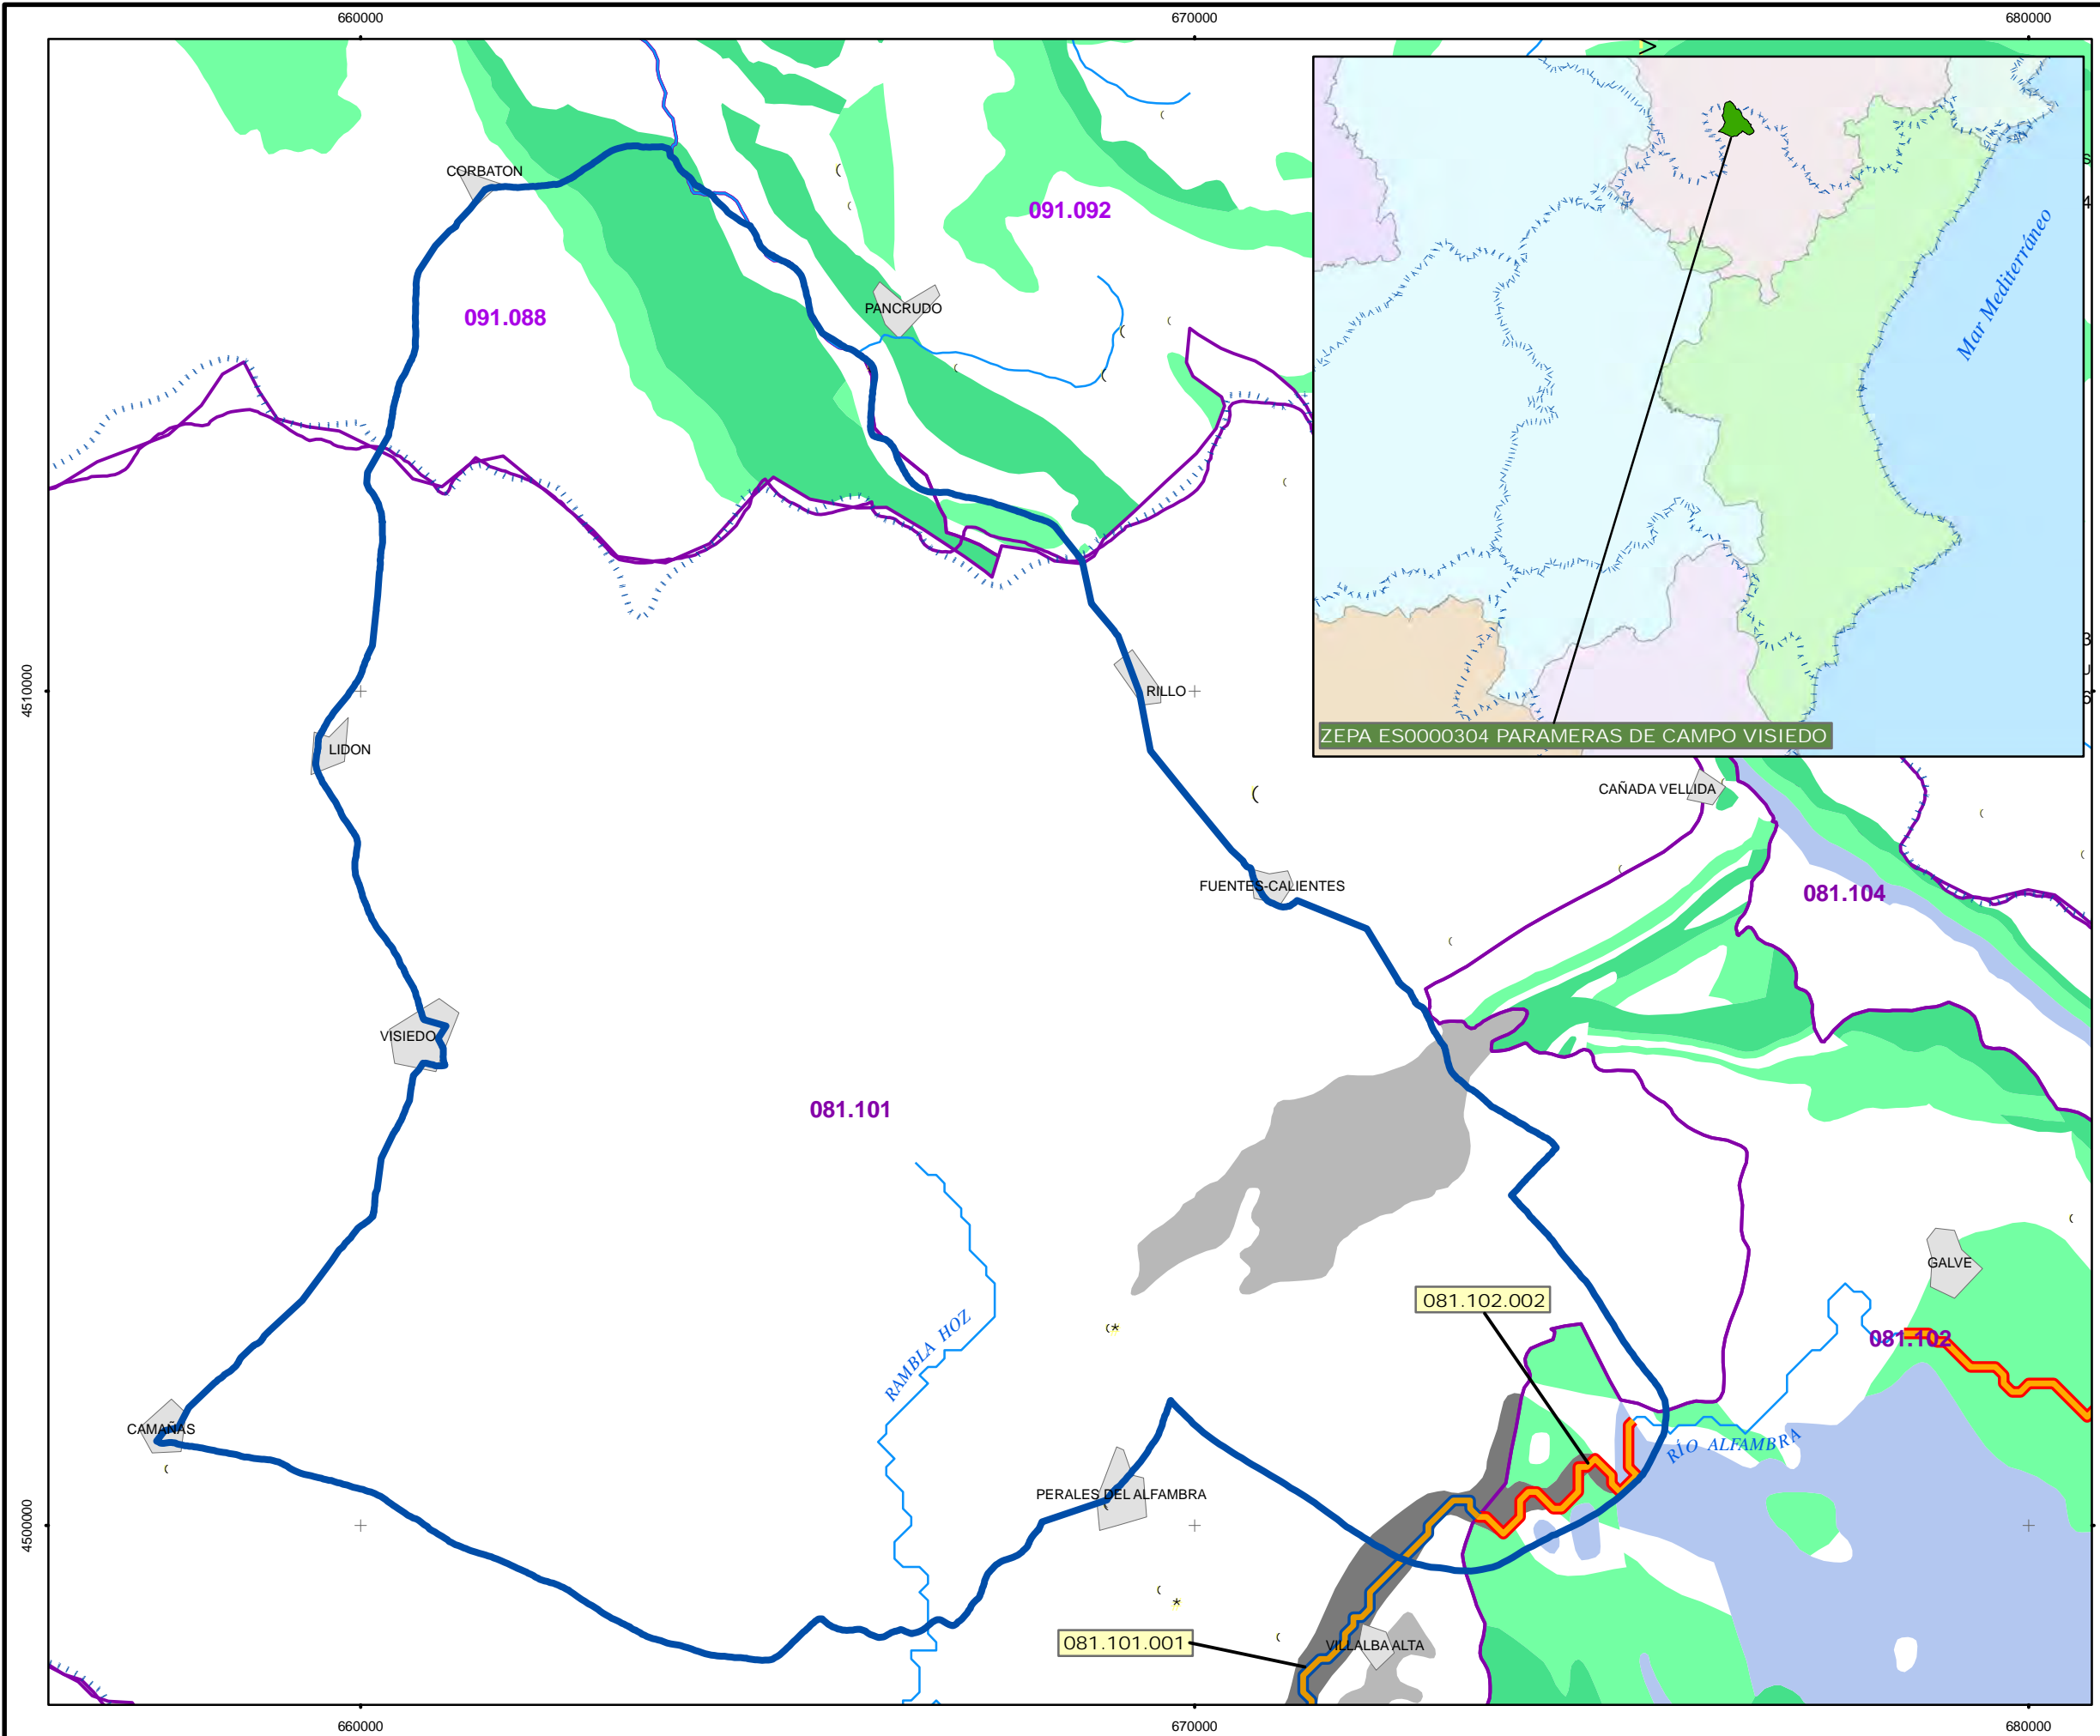 660000
670000
680000
CORBATON
091.092
091.088
PANCRUDO
Mar Mediterráneo
4510000
RILLO
LIDON
ZEPA ES0000304 PARAMERAS DE CAMPO VISIEDO
CAÑADA VELLIDA
FUENTES-CALIENTES
081.104
VISIEDO
081.101
GALVE
081.102.002
081.102
RAMBLA HOZ
CAMAÑAS
RÍO ALFAMBRA
PERALES DEL ALFAMBRA
4500000
081.101.001
VILLALBA ALTA
660000
670000
680000